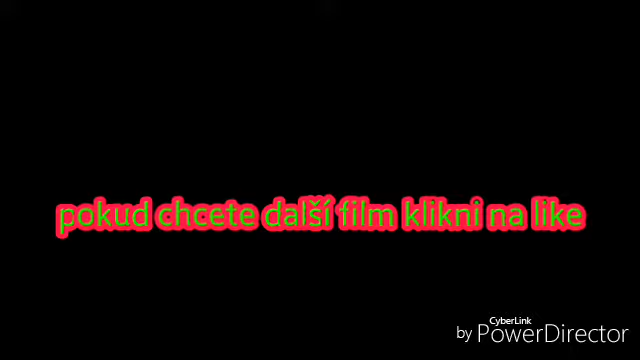 pokud chcete další film klikni na like
CyberLink
by PowerDirector